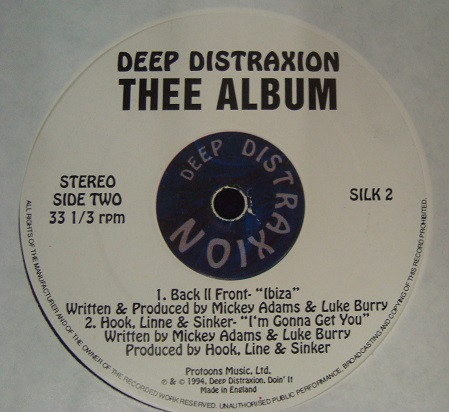 DEEP DISTRAXION
THEE ALBUM
DEEP DISTRAXION
STEREO
SIDE TWO
33 1/3 rpm
SILK 2
1. Back II Front- "Ibiza"
Written & Produced by Mickey Adams & Luke Burry
2. Hook, Linne & Sinker- "I'm Gonna Get You"
Written by Mickey Adams & Luke Burry
Produced by Hook, Line & Sinker
Protoons Music, Ltd.
℗ & © 1994, Deep Distraxion, Doin' It
Made in England
ALL RIGHTS OF THE MANUFACTURER AND OF THE OWNER OF THE RECORDED WORK RESERVED. UNAUTHORISED PUBLIC PERFORMANCE, BROADCASTING AND COPYING OF THIS RECORD PROHIBITED.